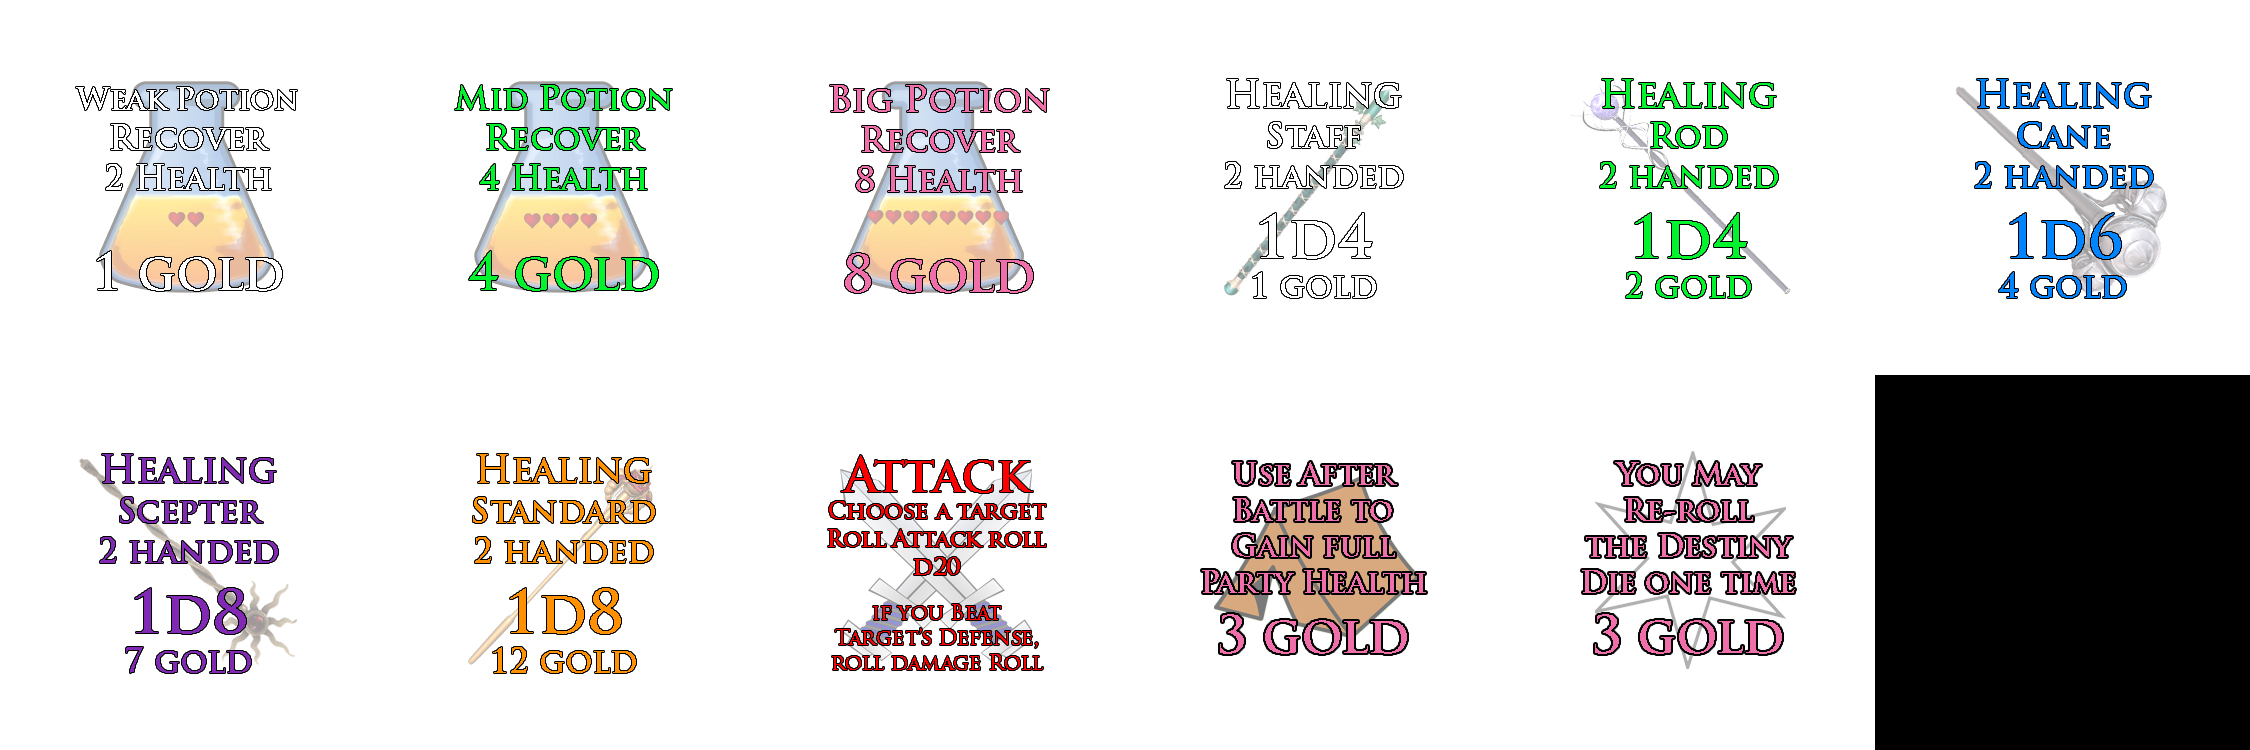 Weak Potion
Recover
2 Health
1 gold
Mid Potion
Recover
4 Health
4 gold
Big Potion
Recover
8 Health
8 gold
Healing
Staff
2 handed
1d4
1 gold
Healing
Rod
2 handed
1d4
2 gold
Healing
Cane
2 handed
1d6
4 gold
Healing
Scepter
2 handed
1d8
7 gold
Healing
Standard
2 handed
1d8
12 gold
Attack
Choose a target
Roll Attack roll
d20
if you Beat
Target's Defense,
roll damage Roll
Use After
Battle to
Gain full
Party Health
3 gold
You May
Re-roll
the Destiny
Die one time
3 gold